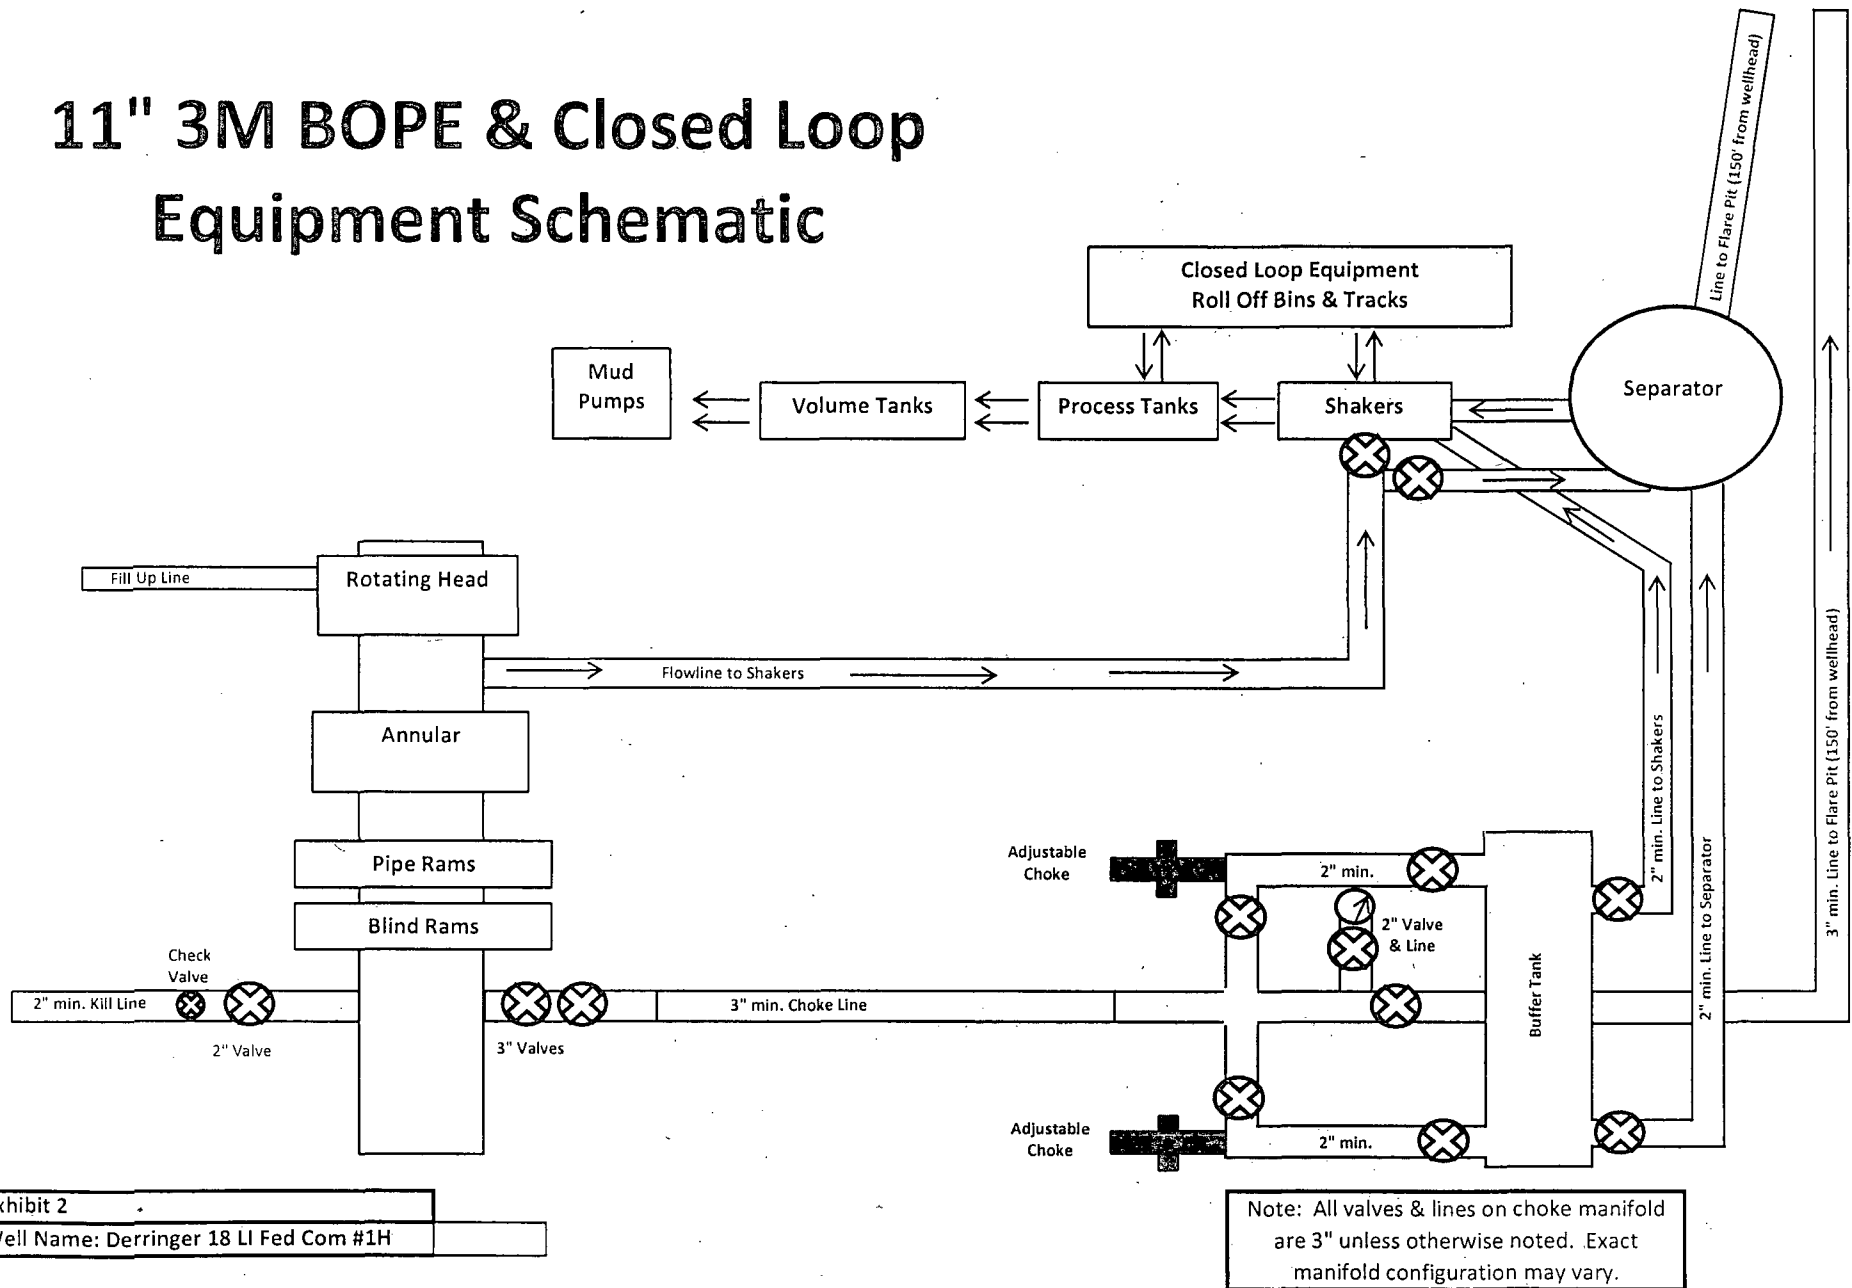 11" 3M BOPE & Closed Loop
Equipment Schematic
Line to Flare Pit (150' from wellhead)
Closed Loop Equipment
Roll Off Bins & Tracks
Mud
Pumps
Volume Tanks
Process Tanks
Shakers
Separator
Fill Up Line
Rotating Head
Flowline to Shakers
Annular
Pipe Rams
Blind Rams
Check
Valve
2" min. Kill Line
2" Valve
3" Valves
3" min. Choke Line
Adjustable
Choke
2" min.
2" Valve
& Line
Buffer Tank
Adjustable
Choke
2" min.
2" min. Line to Shakers
2" min. Line to Separator
3" min. Line to Flare Pit (150' from wellhead)
xhibit 2
Well Name: Derringer 18 LI Fed Com #1H
Note: All valves & lines on choke manifold
are 3" unless otherwise noted. Exact
manifold configuration may vary.